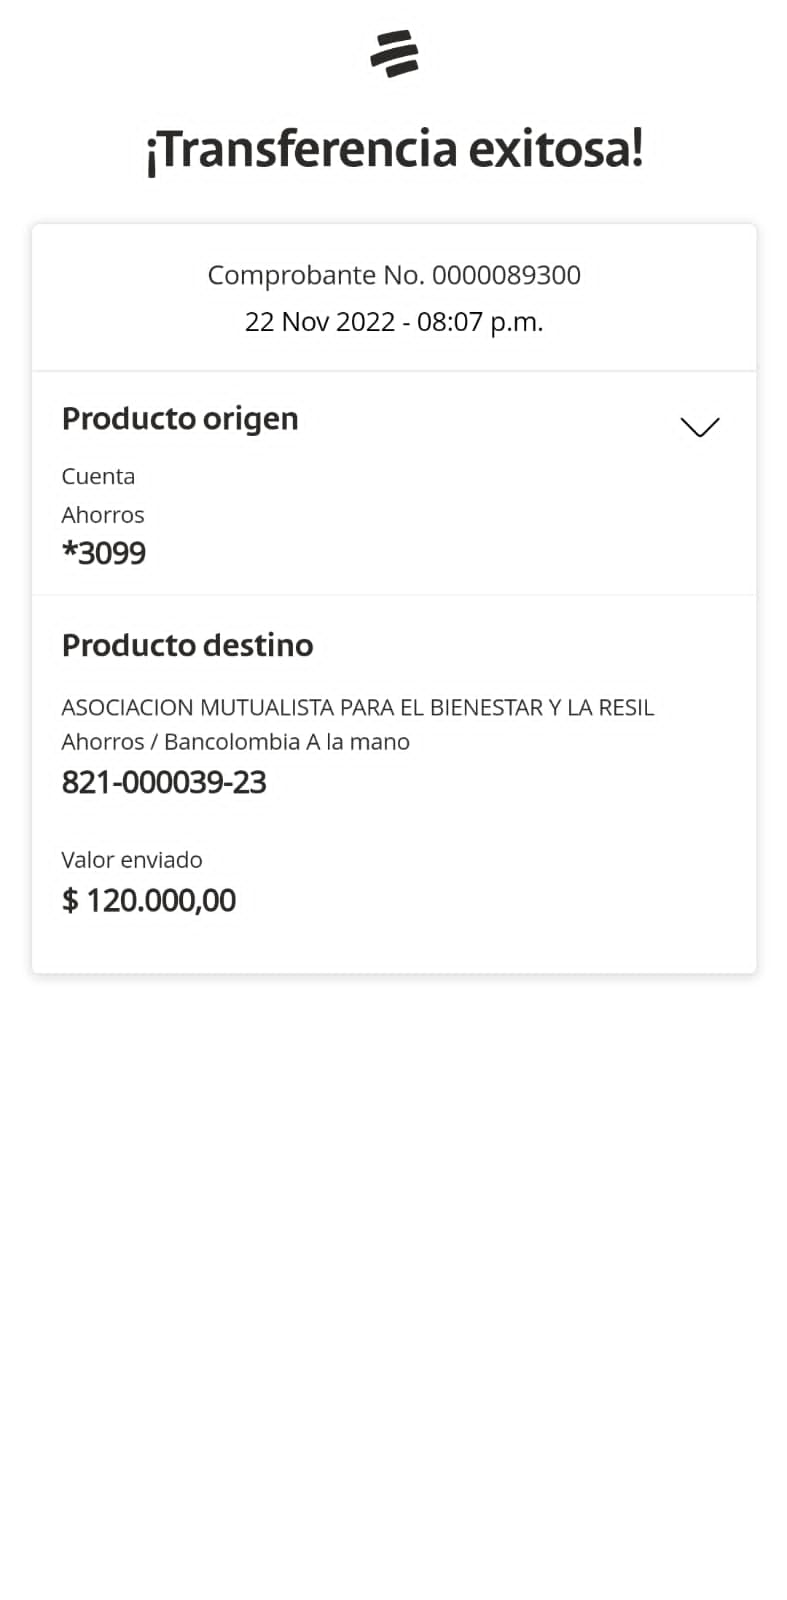 ¡Transferencia exitosa!
Comprobante No. 0000089300
22 Nov 2022 - 08:07 p.m.
Producto origen
Cuenta
Ahorros
*3099
Producto destino
ASOCIACION MUTUALISTA PARA EL BIENESTAR Y LA RESIL
Ahorros / Bancolombia A la mano
821-000039-23
Valor enviado
$ 120.000,00